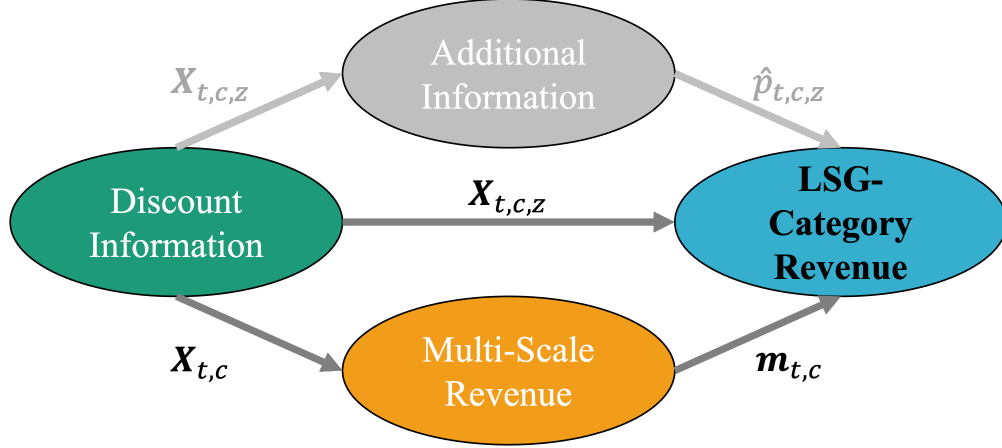 Additional
Information
X_{t,c,z}
p̂_{t,c,z}
Discount
Information
X_{t,c,z}
LSG-
Category
Revenue
X_{t,c}
Multi-Scale
Revenue
m_{t,c}